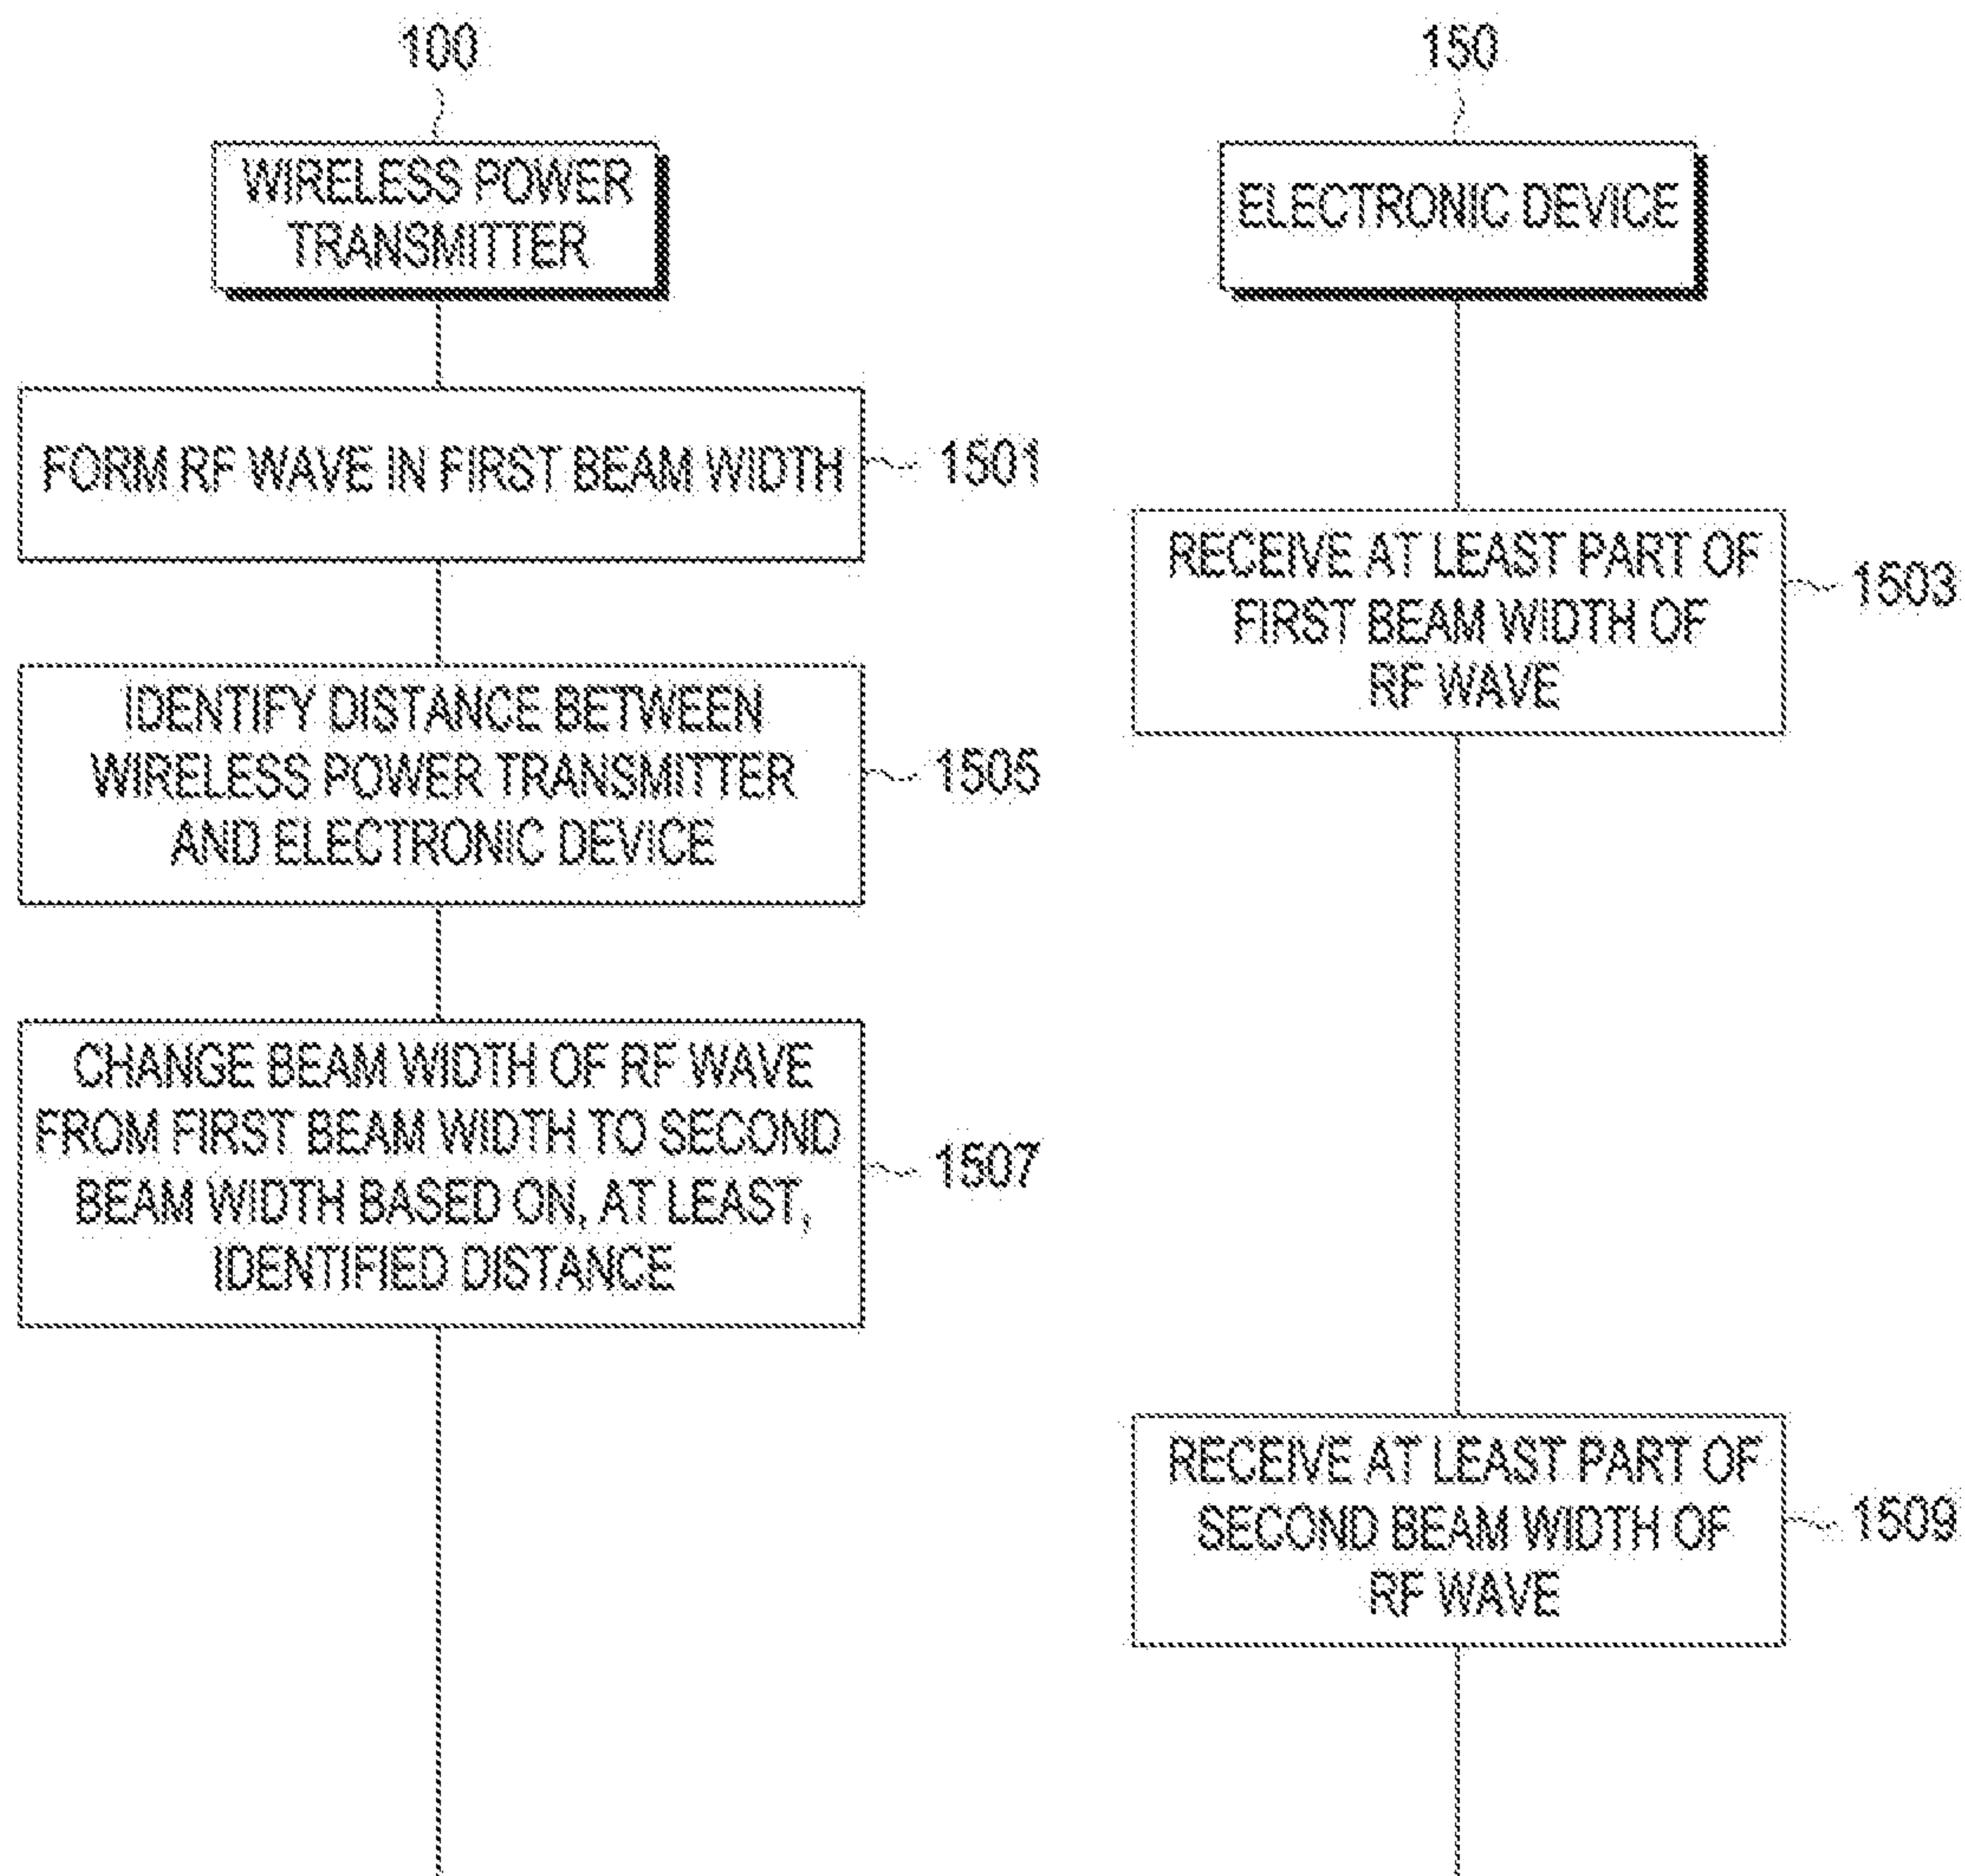 100
WIRELESS POWER
TRANSMITTER
150
ELECTRONIC DEVICE
FORM RF WAVE IN FIRST BEAM WIDTH
1501
RECEIVE AT LEAST PART OF
FIRST BEAM WIDTH OF
RF WAVE
1503
IDENTIFY DISTANCE BETWEEN
WIRELESS POWER TRANSMITTER
AND ELECTRONIC DEVICE
1505
CHANGE BEAM WIDTH OF RF WAVE
FROM FIRST BEAM WIDTH TO SECOND
BEAM WIDTH BASED ON, AT LEAST,
IDENTIFIED DISTANCE
1507
RECEIVE AT LEAST PART OF
SECOND BEAM WIDTH OF
RF WAVE
1509